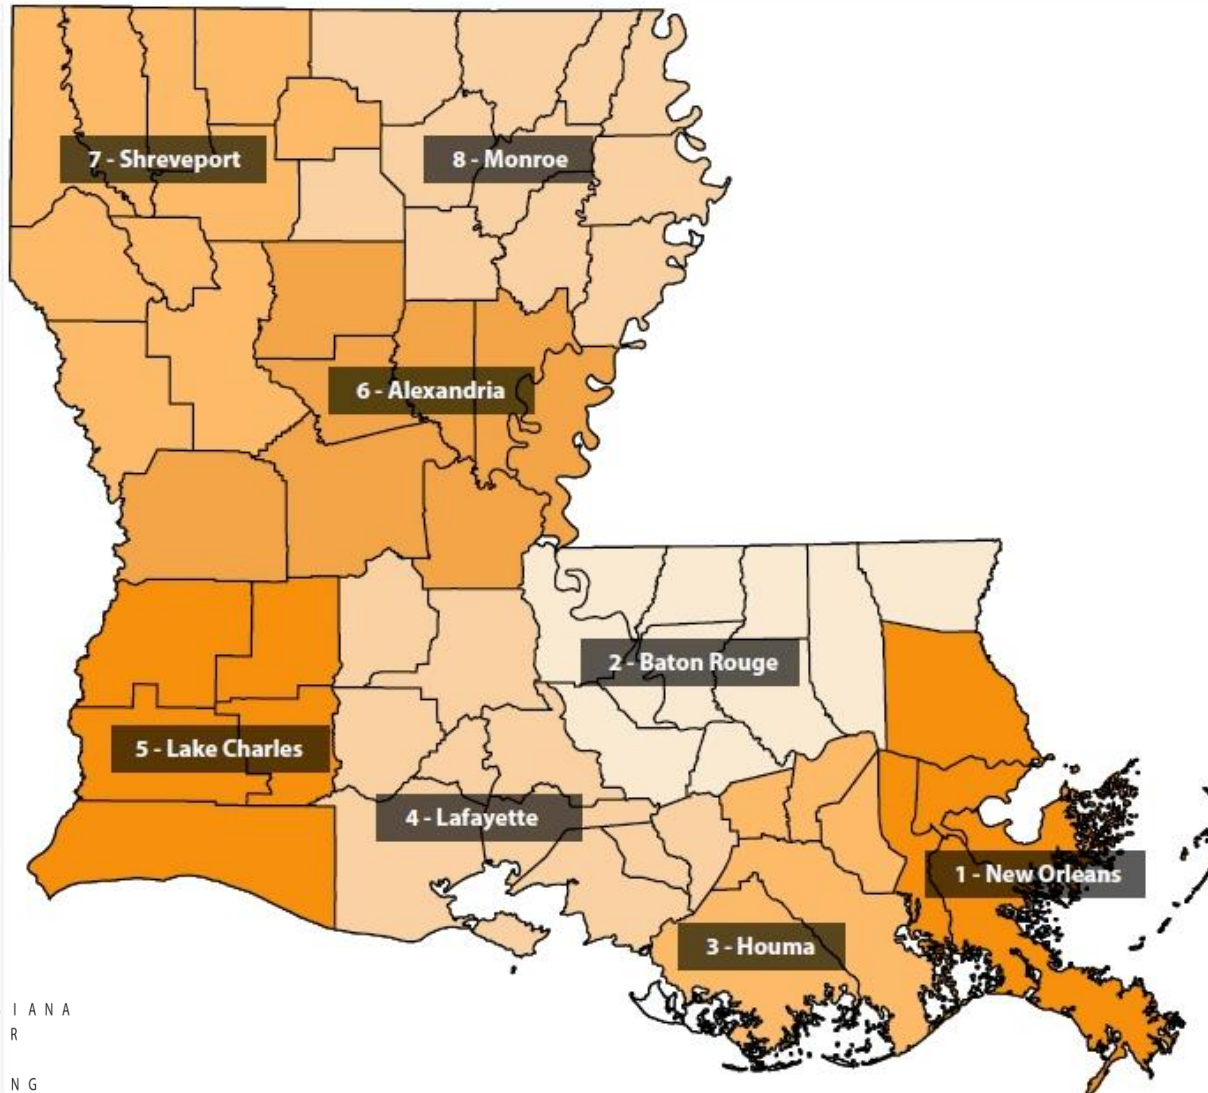 7 - Shreveport
8 - Monroe
6 - Alexandria
2 - Baton Rouge
5 - Lake Charles
4 - Lafayette
1 - New Orleans
3 - Houma
I A N A
R
N G